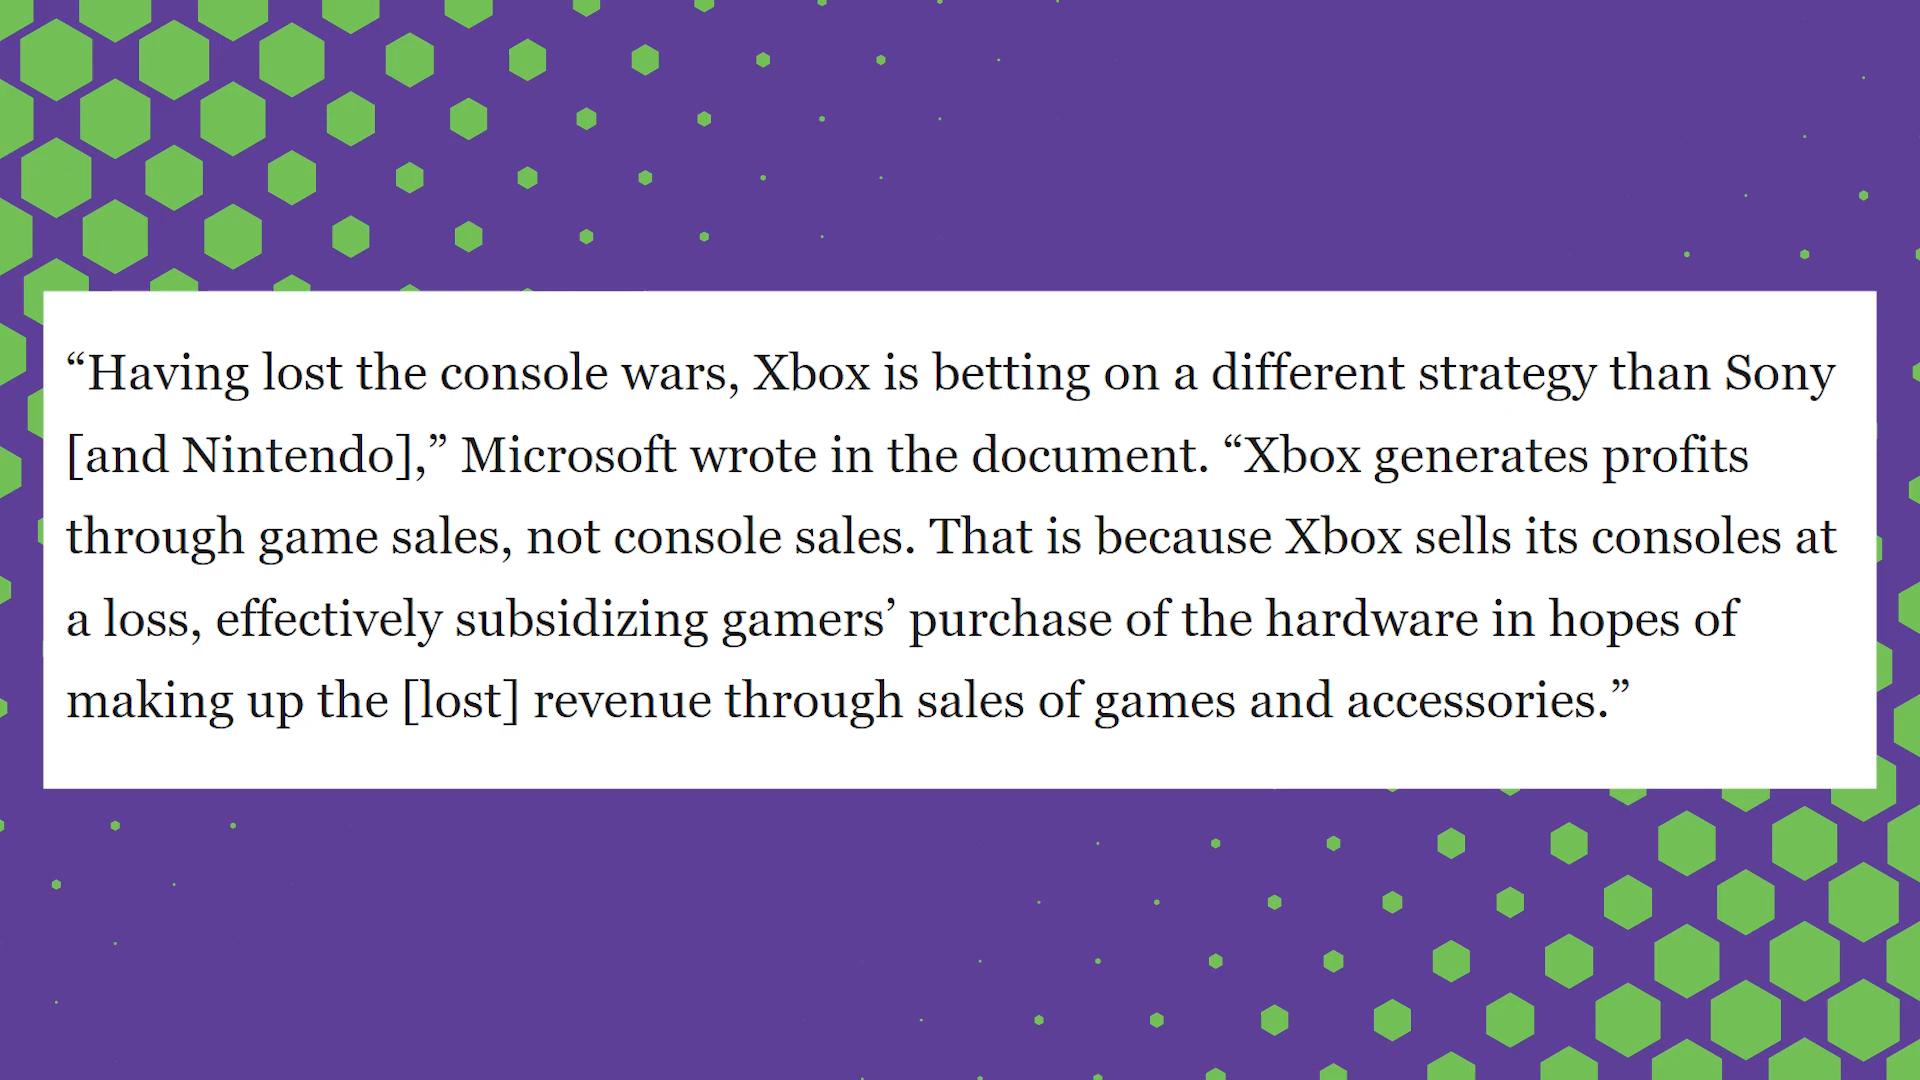 “Having lost the console wars, Xbox is betting on a different strategy than Sony
[and Nintendo],” Microsoft wrote in the document. “Xbox generates profits
through game sales, not console sales. That is because Xbox sells its consoles at
a loss, effectively subsidizing gamers’ purchase of the hardware in hopes of
making up the [lost] revenue through sales of games and accessories.”